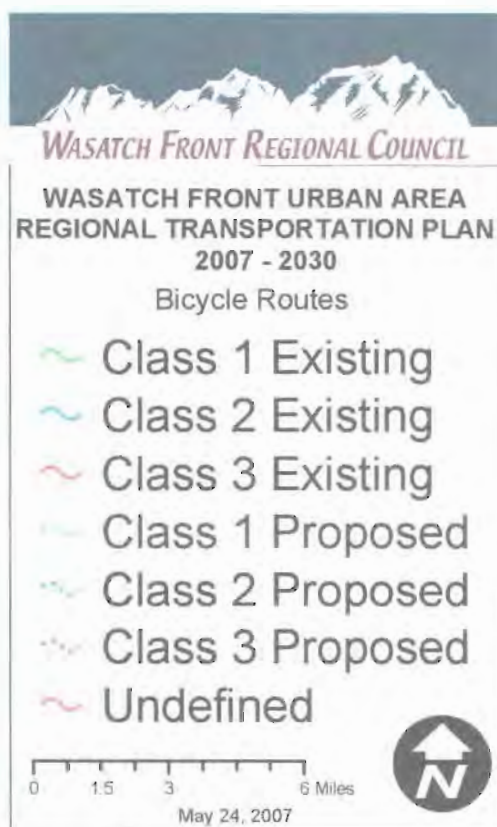 WASATCH FRONT REGIONAL COUNCIL
WASATCH FRONT URBAN AREA
REGIONAL TRANSPORTATION PLAN
2007 - 2030
Bicycle Routes
Class 1 Existing
Class 2 Existing
Class 3 Existing
Class 1 Proposed
Class 2 Proposed
Class 3 Proposed
Undefined
0 1.5 3 6 Miles
N
May 24, 2007